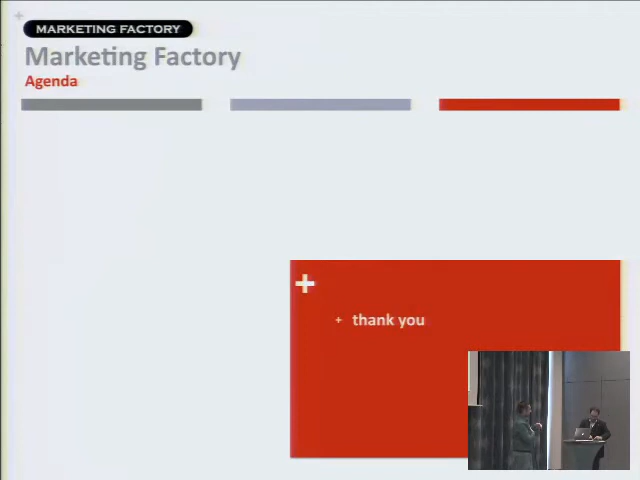 MARKETING FACTORY
Marketing Factory
Agenda
+
+ thank you